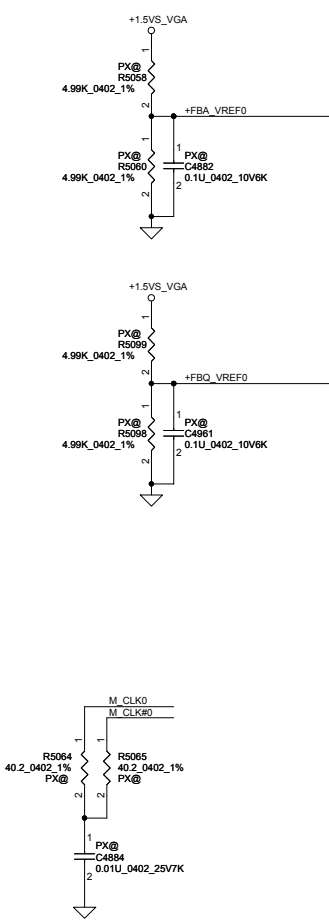 +1.5VS_VGA
1
PX@
R5058
4.99K_0402_1%
2
+FBA_VREF0
1
PX@
R5060
4.99K_0402_1%
2
1
PX@
C4882
0.1U_0402_10V6K
2
+1.5VS_VGA
1
PX@
R5099
4.99K_0402_1%
2
+FBQ_VREF0
1
PX@
R5098
4.99K_0402_1%
2
1
PX@
C4961
0.1U_0402_10V6K
2
M_CLK0
M_CLK#0
1
R5064
40.2_0402_1%
PX@
2
1
R5065
40.2_0402_1%
PX@
2
1
PX@
C4884
0.01U_0402_25V7K
2